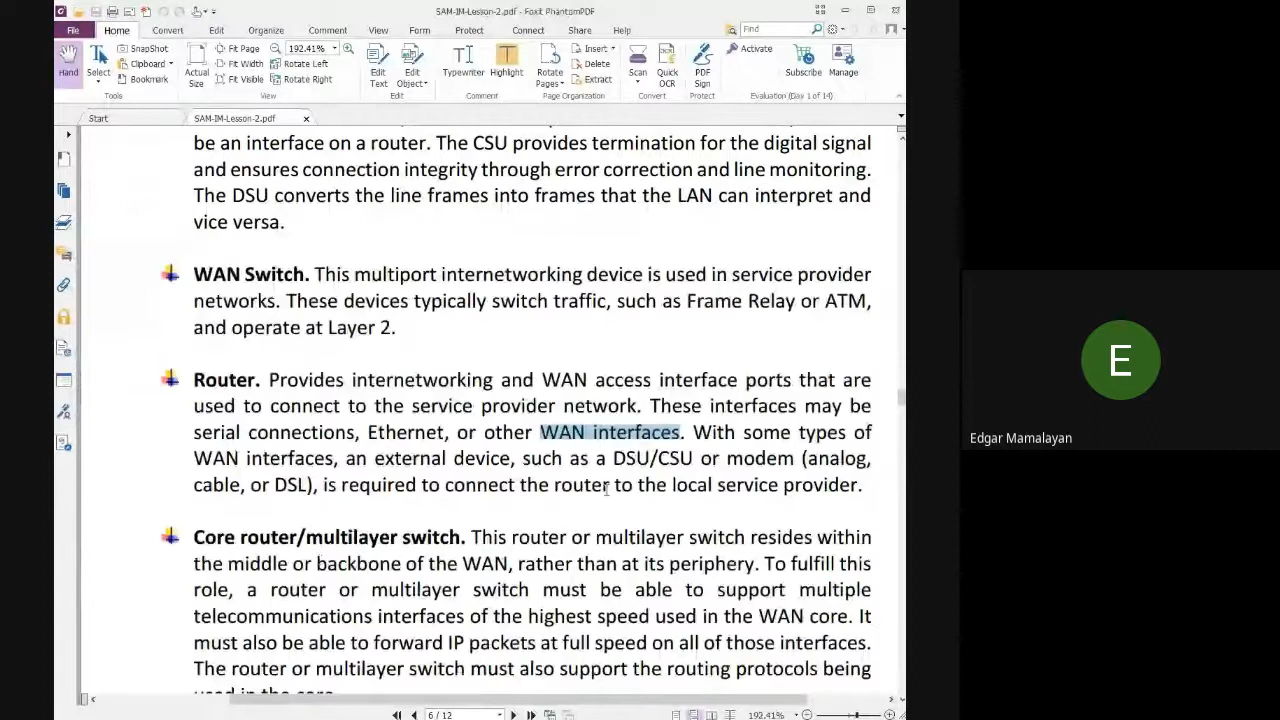 SAM-IM-Lesson-2.pdf - Foxit PhantomPDF
File Home Convert Edit Organize Comment View Form Protect Connect Share Help Find
Hand Select SnapShot Clipboard Bookmark Actual Size Fit Page Fit Width Fit Visible 192.41% Rotate Left Rotate Right Edit Text Edit Object Typewriter Highlight Rotate Pages Insert Delete Extract Scan Quick OCR PDF Sign Activate Subscribe Manage
Tools View Edit Comment Page Organization Convert Protect Evaluation (Day 1 of 14)
Start SAM-IM-Lesson-2.pdf
be an interface on a router. The CSU provides termination for the digital signal
and ensures connection integrity through error correction and line monitoring.
The DSU converts the line frames into frames that the LAN can interpret and
vice versa.
WAN Switch. This multiport internetworking device is used in service provider
networks. These devices typically switch traffic, such as Frame Relay or ATM,
and operate at Layer 2.
Router. Provides internetworking and WAN access interface ports that are
used to connect to the service provider network. These interfaces may be
serial connections, Ethernet, or other WAN interfaces. With some types of
WAN interfaces, an external device, such as a DSU/CSU or modem (analog,
cable, or DSL), is required to connect the router to the local service provider.
Core router/multilayer switch. This router or multilayer switch resides within
the middle or backbone of the WAN, rather than at its periphery. To fulfill this
role, a router or multilayer switch must be able to support multiple
telecommunications interfaces of the highest speed used in the WAN core. It
must also be able to forward IP packets at full speed on all of those interfaces.
The router or multilayer switch must also support the routing protocols being
used in the core.
6 / 12 192.41%
E
Edgar Mamalayan